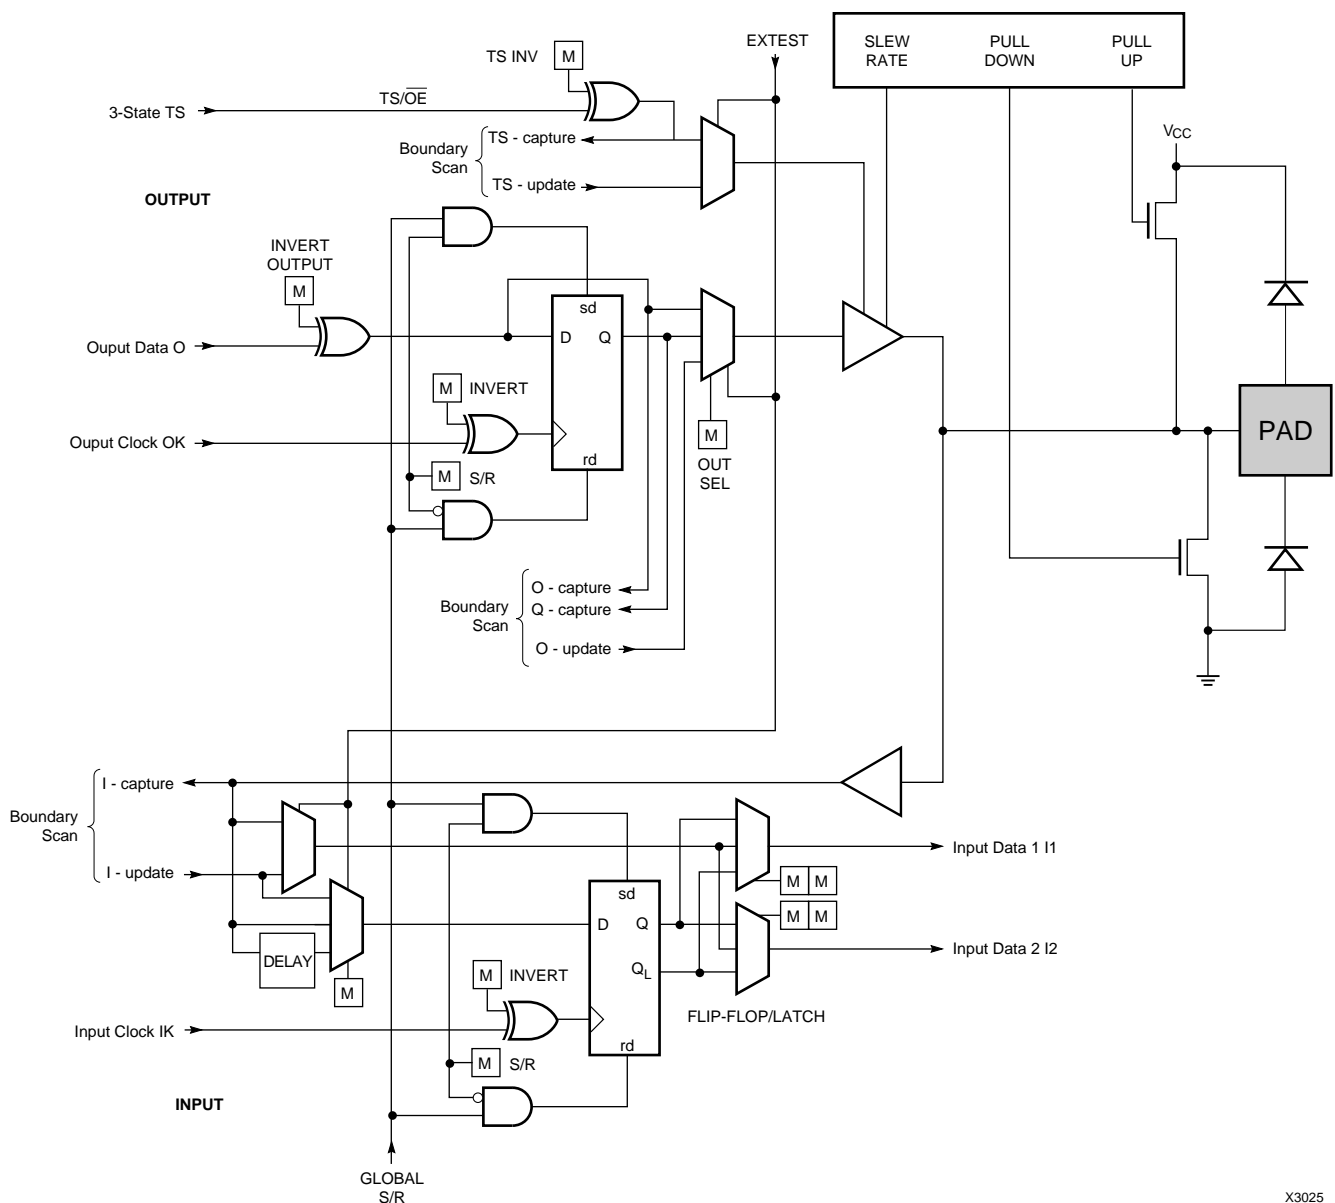 EXTEST
SLEW
RATE
PULL
DOWN
PULL
UP
TS INV
M
TS/OE
3-State TS
VCC
Boundary
Scan
TS - capture
TS - update
OUTPUT
INVERT
OUTPUT
M
sd
D
Q
Ouput Data O
M
INVERT
PAD
Ouput Clock OK
M
OUT
SEL
rd
M
S/R
Boundary
Scan
O - capture
Q - capture
O - update
Boundary
Scan
I - capture
I - update
Input Data 1 I1
M
M
sd
M
M
D
Q
Input Data 2 I2
DELAY
QL
M
INVERT
M
FLIP-FLOP/LATCH
Input Clock IK
rd
M
S/R
INPUT
GLOBAL
S/R
X3025